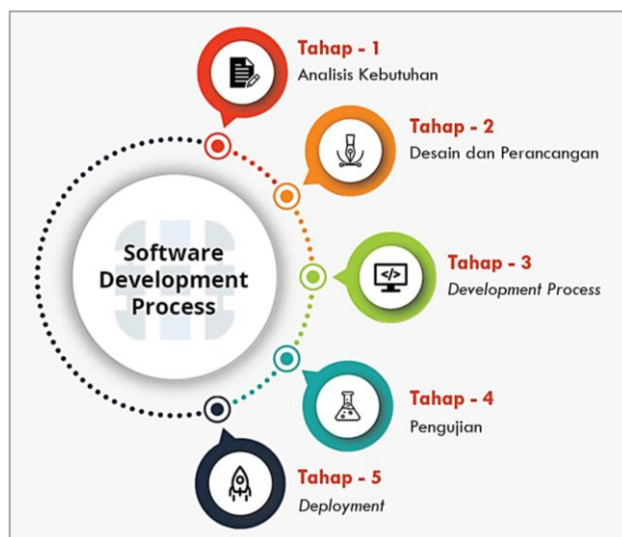 Tahap - 1
Analisis Kebutuhan
Tahap - 2
Desain dan Perancangan
Software
Development
Process
Tahap - 3
Development Process
</>
Tahap - 4
Pengujian
Tahap - 5
Deployment